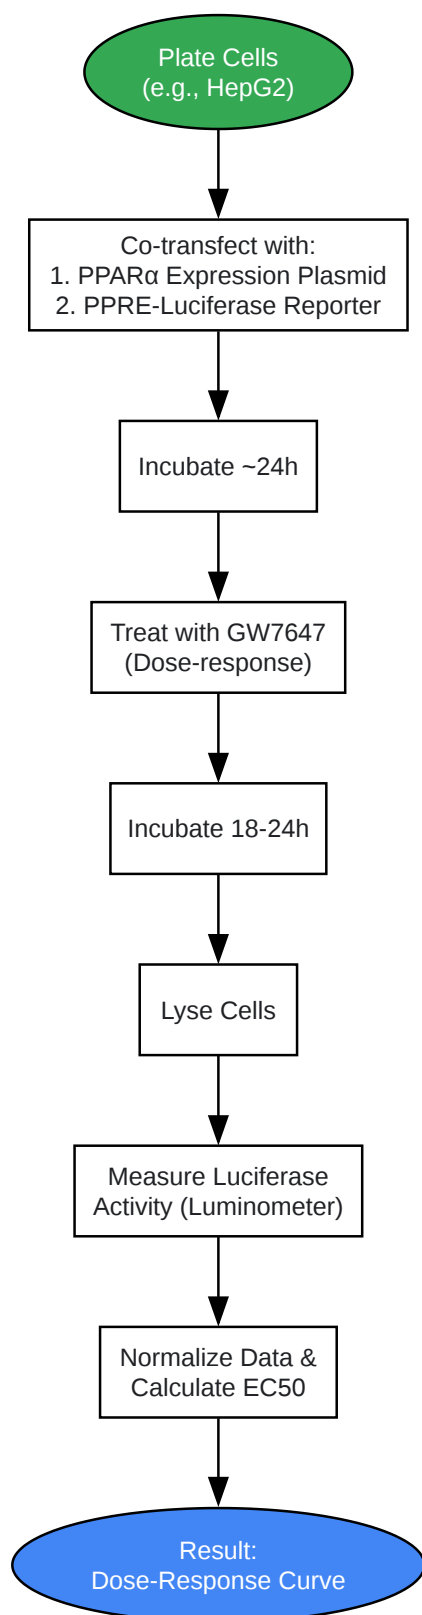 Plate Cells
(e.g., HepG2)
Co-transfect with:
1. PPARα Expression Plasmid
2. PPRE-Luciferase Reporter
Incubate ~24h
Treat with GW7647
(Dose-response)
Incubate 18-24h
Lyse Cells
Measure Luciferase
Activity (Luminometer)
Normalize Data &
Calculate EC50
Result:
Dose-Response Curve